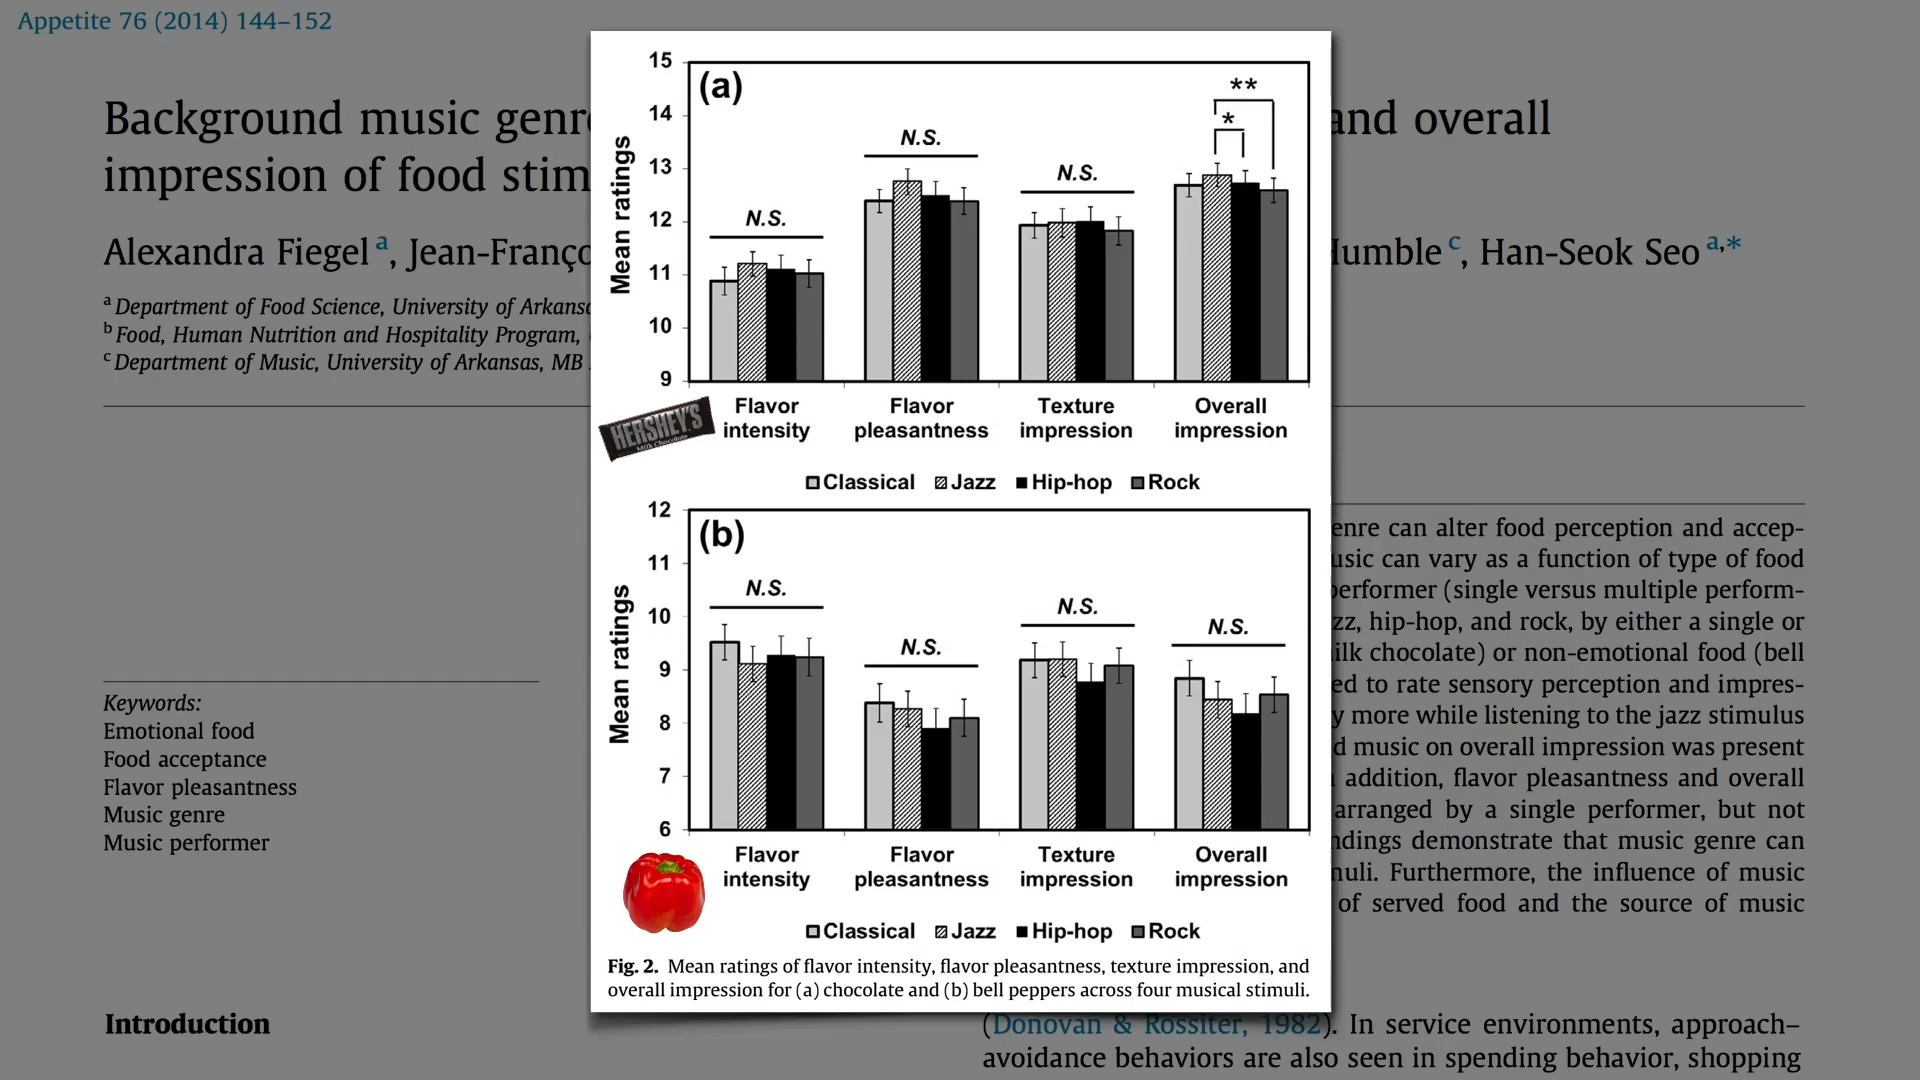 Appetite 76 (2014) 144–152
Background music genre
and overall
impression of food stim
Alexandra Fiegel a, Jean-Franço
Humble c, Han-Seok Seo a,*
a Department of Food Science, University of Arkansa
b Food, Human Nutrition and Hospitality Program,
c Department of Music, University of Arkansas, MB
Keywords:
Emotional food
Food acceptance
Flavor pleasantness
Music genre
Music performer
Introduction
(a)
Mean ratings
15
14
13
12
11
10
9
N.S.
N.S.
N.S.
**
*
Flavor intensity
Flavor pleasantness
Texture impression
Overall impression
HERSHEY'S
Milk Chocolate
Classical Jazz Hip-hop Rock
(b)
Mean ratings
12
11
10
9
8
7
6
N.S.
N.S.
N.S.
N.S.
Flavor intensity
Flavor pleasantness
Texture impression
Overall impression
Classical Jazz Hip-hop Rock
Fig. 2. Mean ratings of flavor intensity, flavor pleasantness, texture impression, and
overall impression for (a) chocolate and (b) bell peppers across four musical stimuli.
enre can alter food perception and accep-
usic can vary as a function of type of food
performer (single versus multiple perform-
zz, hip-hop, and rock, by either a single or
ilk chocolate) or non-emotional food (bell
ed to rate sensory perception and impres-
y more while listening to the jazz stimulus
d music on overall impression was present
addition, flavor pleasantness and overall
arranged by a single performer, but not
ndings demonstrate that music genre can
nuli. Furthermore, the influence of music
of served food and the source of music
(Donovan & Rossiter, 1982). In service environments, approach–
avoidance behaviors are also seen in spending behavior, shopping